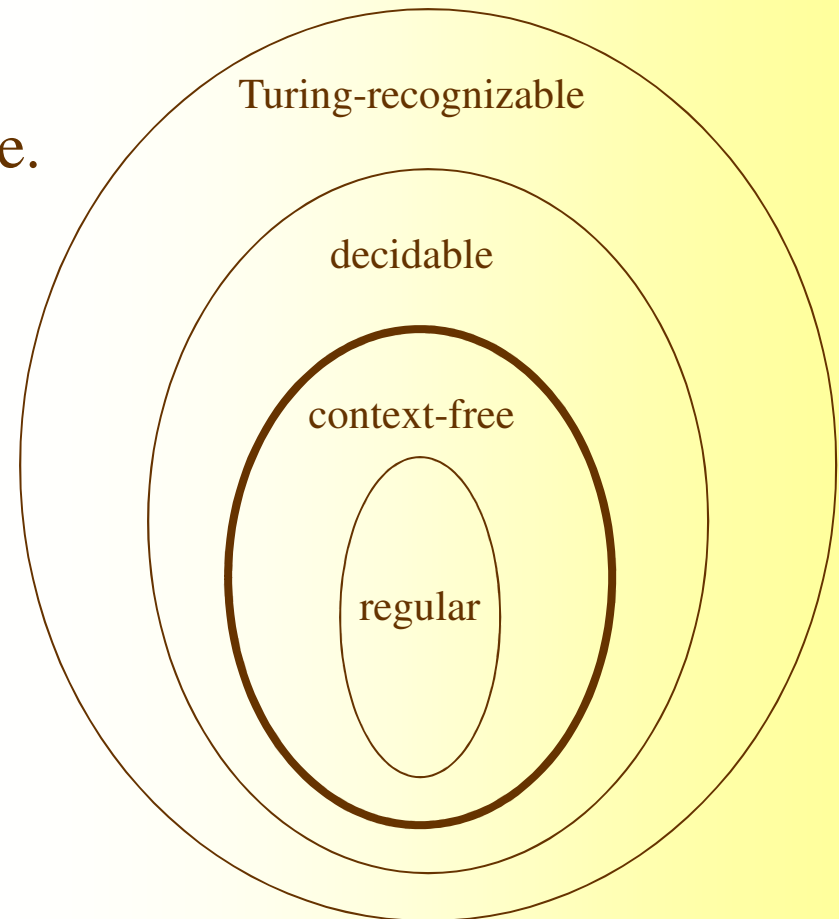 Turing-recognizable
e.
decidable
context-free
regular